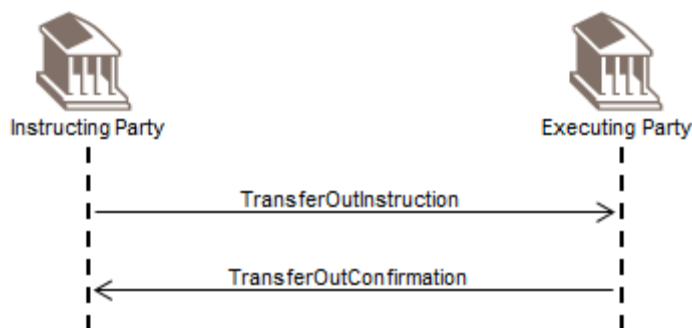 Instructing Party
Executing Party
TransferOutInstruction
TransferOutConfirmation